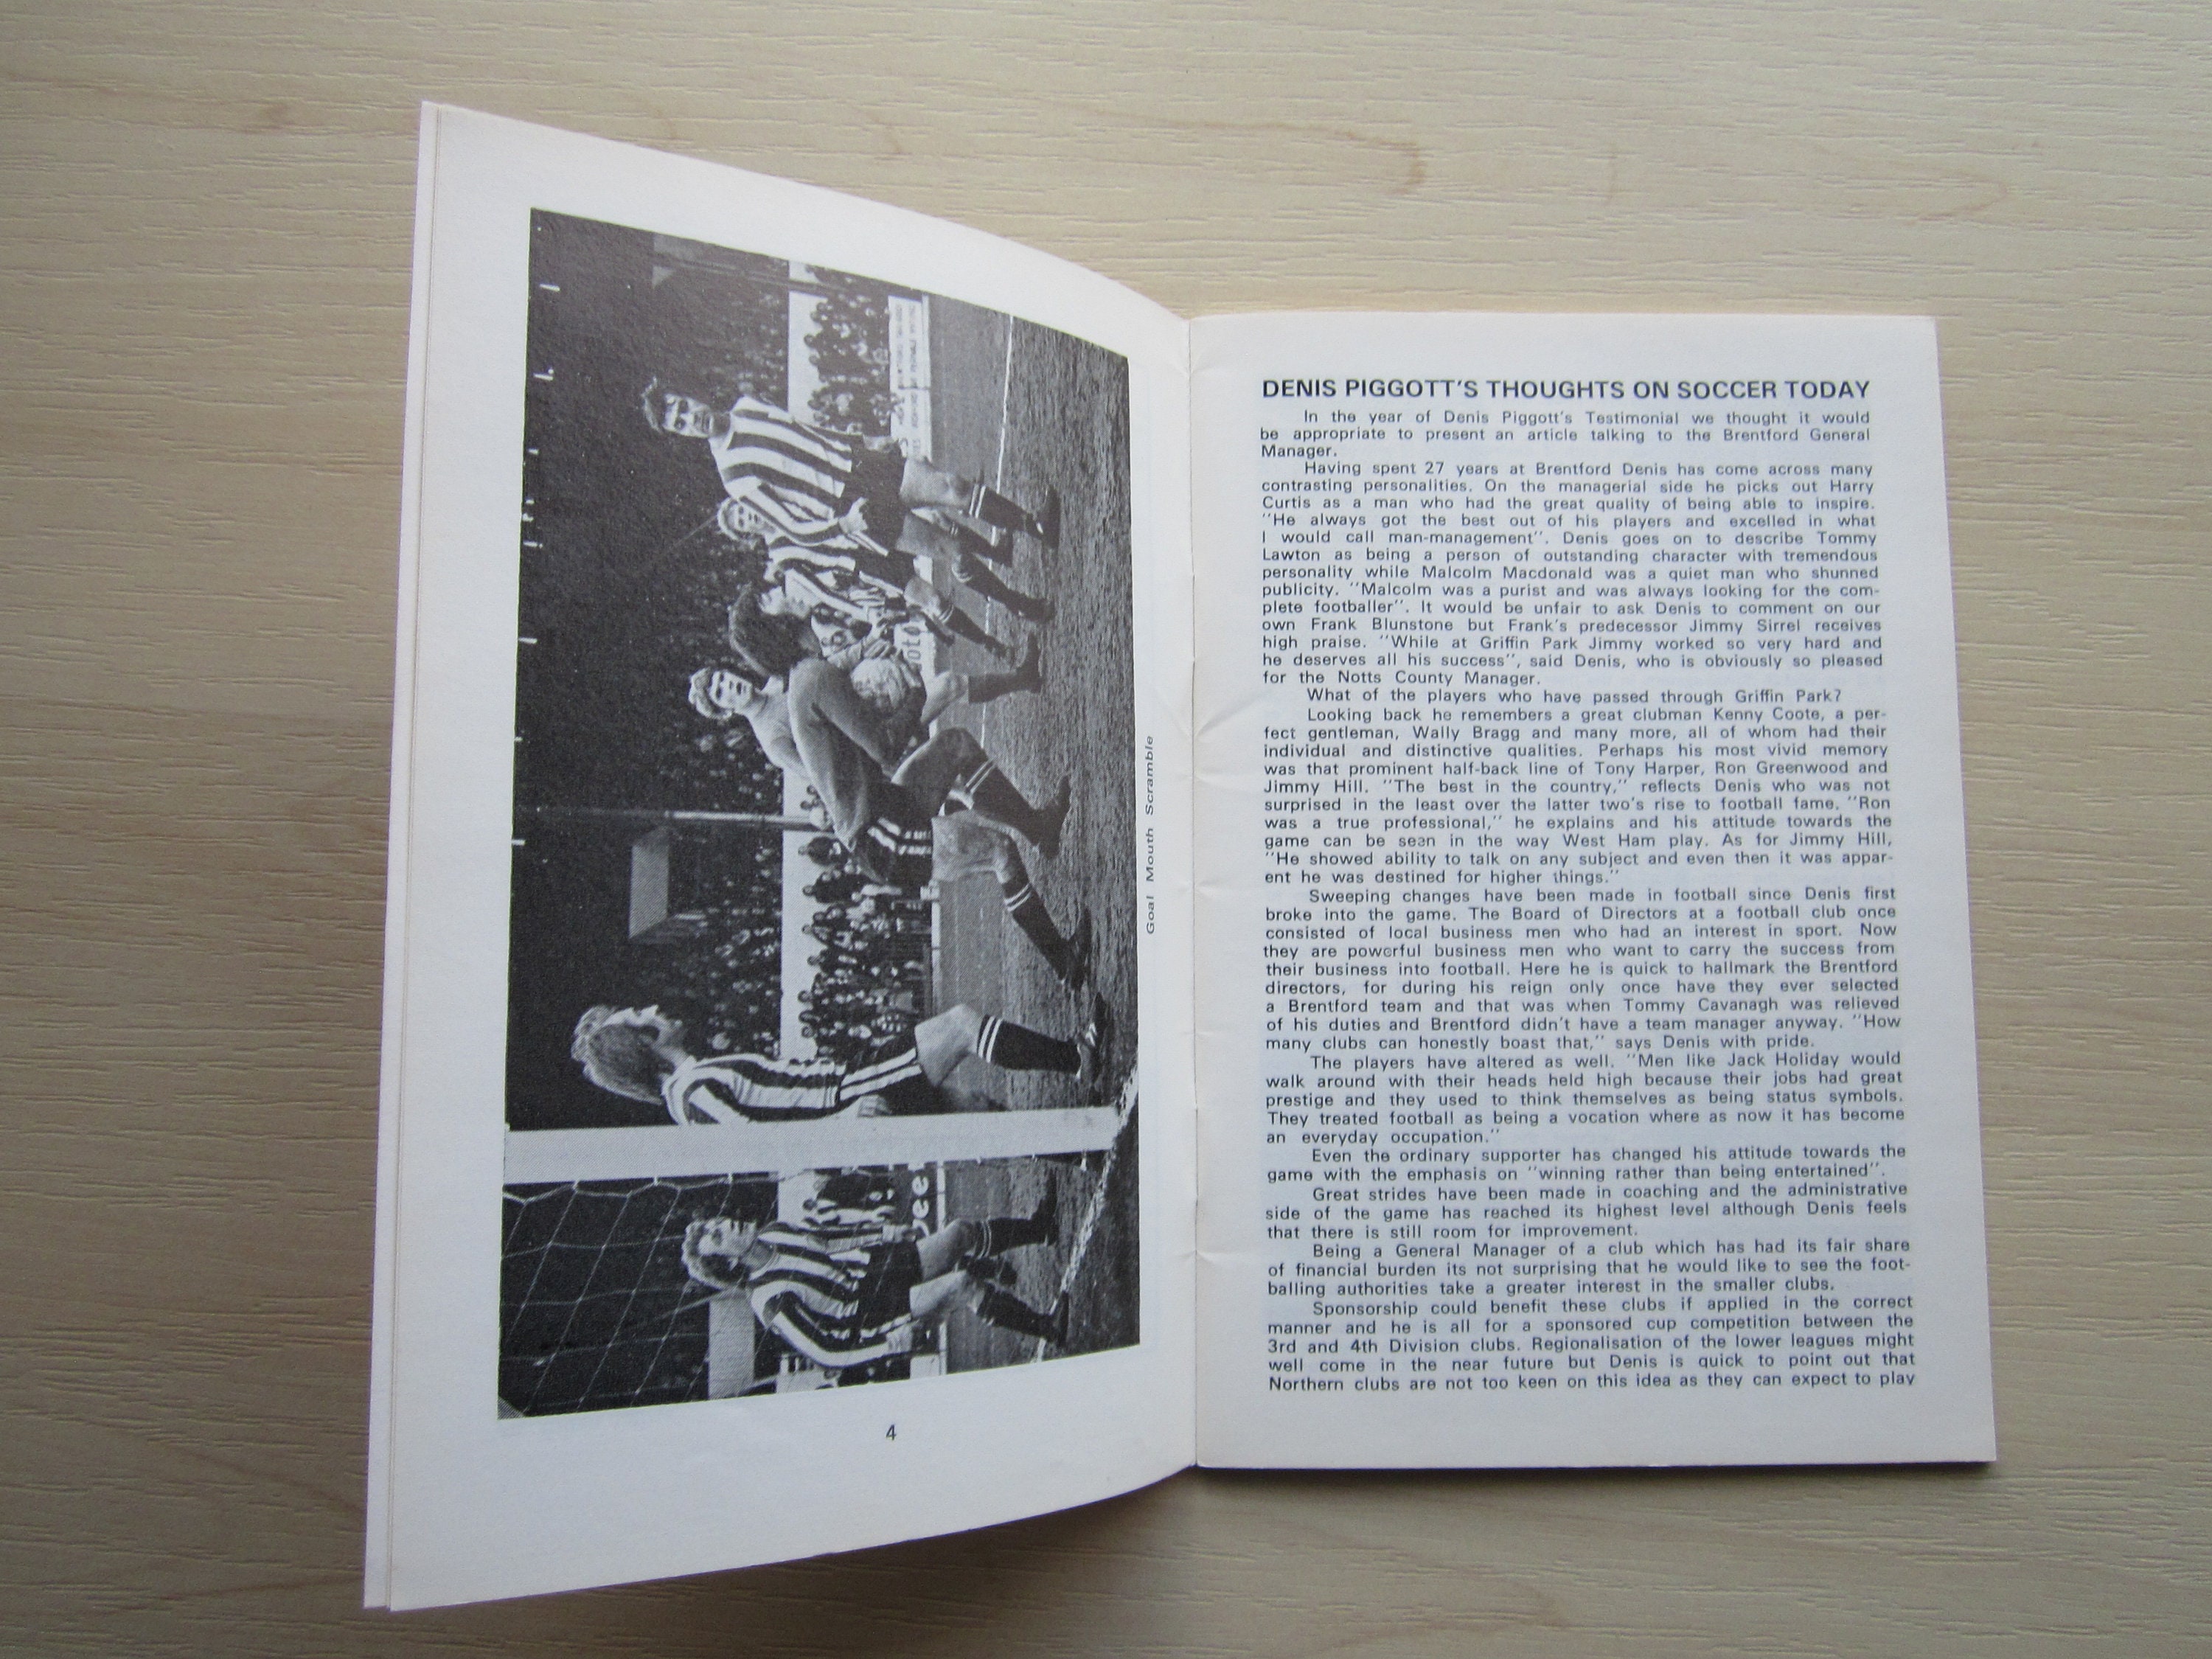 Goal Mouth Scramble
4
DENIS PIGGOTT'S THOUGHTS ON SOCCER TODAY
In the year of Denis Piggott's Testimonial we thought it would
be appropriate to present an article talking to the Brentford General
Manager.
Having spent 27 years at Brentford Denis has come across many
contrasting personalities. On the managerial side he picks out Harry
Curtis as a man who had the great quality of being able to inspire.
"He always got the best out of his players and excelled in what
I would call man-management". Denis goes on to describe Tommy
Lawton as being a person of outstanding character with tremendous
personality while Malcolm Macdonald was a quiet man who shunned
publicity. "Malcolm was a purist and was always looking for the com-
plete footballer". It would be unfair to ask Denis to comment on our
own Frank Blunstone but Frank's predecessor Jimmy Sirrel receives
high praise. "While at Griffin Park Jimmy worked so very hard and
he deserves all his success", said Denis, who is obviously so pleased
for the Notts County Manager.
What of the players who have passed through Griffin Park?
Looking back he remembers a great clubman Kenny Coote, a per-
fect gentleman, Wally Bragg and many more, all of whom had their
individual and distinctive qualities. Perhaps his most vivid memory
was that prominent half-back line of Tony Harper, Ron Greenwood and
Jimmy Hill. "The best in the country," reflects Denis who was not
surprised in the least over the latter two's rise to football fame. "Ron
was a true professional," he explains and his attitude towards the
game can be seen in the way West Ham play. As for Jimmy Hill,
"He showed ability to talk on any subject and even then it was appar-
ent he was destined for higher things."
Sweeping changes have been made in football since Denis first
broke into the game. The Board of Directors at a football club once
consisted of local business men who had an interest in sport. Now
they are powerful business men who want to carry the success from
their business into football. Here he is quick to hallmark the Brentford
directors, for during his reign only once have they ever selected
a Brentford team and that was when Tommy Cavanagh was relieved
of his duties and Brentford didn't have a team manager anyway. "How
many clubs can honestly boast that," says Denis with pride.
The players have altered as well. "Men like Jack Holiday would
walk around with their heads held high because their jobs had great
prestige and they used to think themselves as being status symbols.
They treated football as being a vocation where as now it has become
an everyday occupation."
Even the ordinary supporter has changed his attitude towards the
game with the emphasis on "winning rather than being entertained".
Great strides have been made in coaching and the administrative
side of the game has reached its highest level although Denis feels
that there is still room for improvement.
Being a General Manager of a club which has had its fair share
of financial burden its not surprising that he would like to see the foot-
balling authorities take a greater interest in the smaller clubs.
Sponsorship could benefit these clubs if applied in the correct
manner and he is all for a sponsored cup competition between the
3rd and 4th Division clubs. Regionalisation of the lower leagues might
well come in the near future but Denis is quick to point out that
Northern clubs are not too keen on this idea as they can expect to play